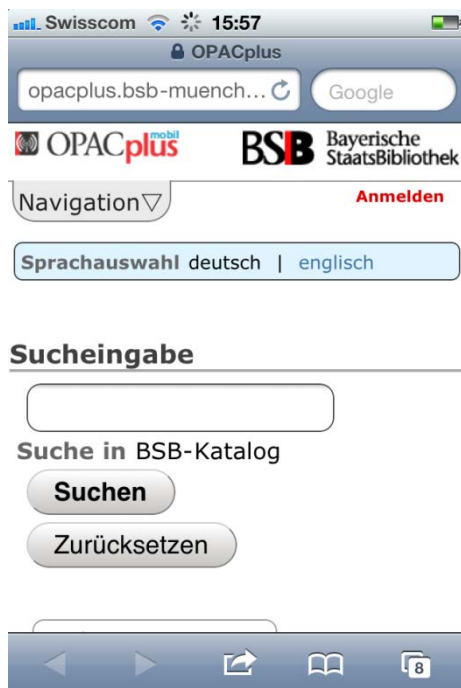 Swisscom 15:57
OPACplus
opacplus.bsb-muench... Google
OPACplus mobil BSB Bayerische
StaatsBibliothek
Navigation▽ Anmelden
Sprachauswahl deutsch | englisch
Sucheingabe
Suche in BSB-Katalog
Suchen
Zurücksetzen
8